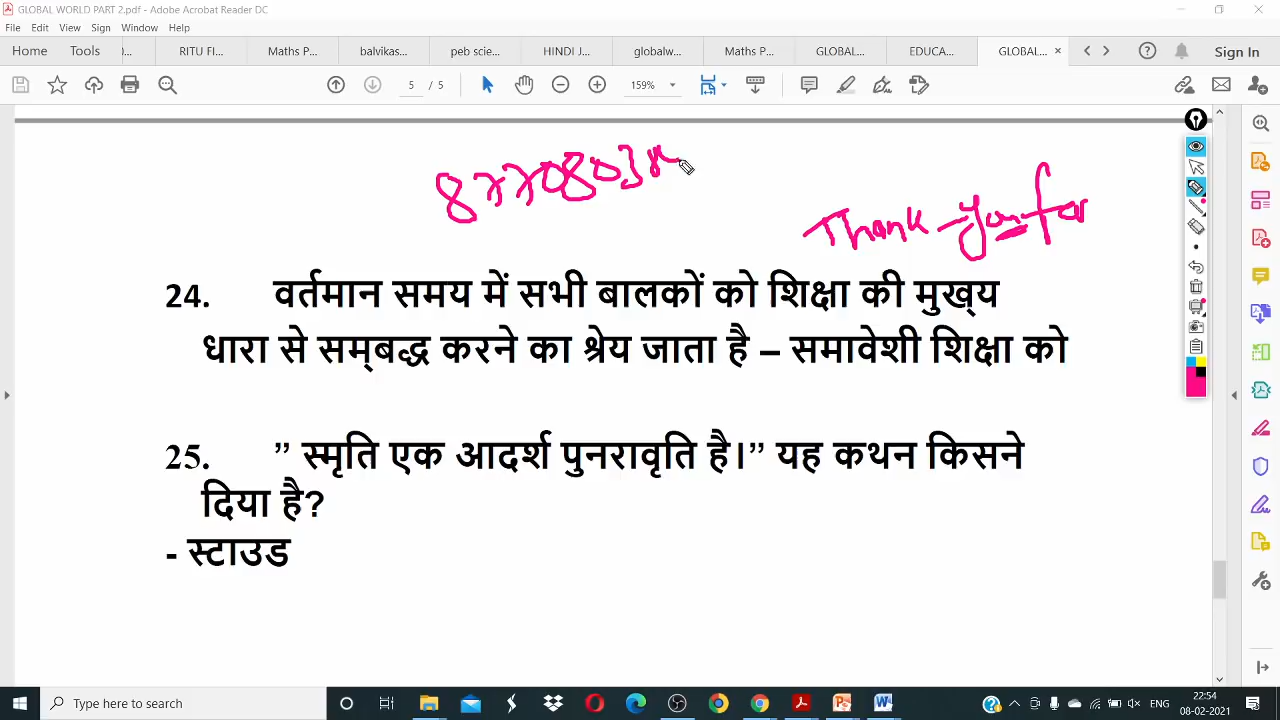 GLOBAL WORLD PART 2.pdf - Adobe Acrobat Reader DC
File Edit View Sign Window Help
Home Tools )... RITU FI... Maths P... balvikas... peb scie... HINDI J... globalw... Maths P... GLOBAL... EDUCA... GLOBAL... × Sign In
5 / 5 159%
8770803
Thank you for
24. वर्तमान समय में सभी बालकों को शिक्षा की मुख्‍य
धारा से सम्‍बद्ध करने का श्रेय जाता है – समावेशी शिक्षा को
25. ” स्मृति एक आदर्श पुनरावृति है।” यह कथन किसने
दिया है?
- स्टाउड
Type here to search
ENG
22:54
08-02-2021